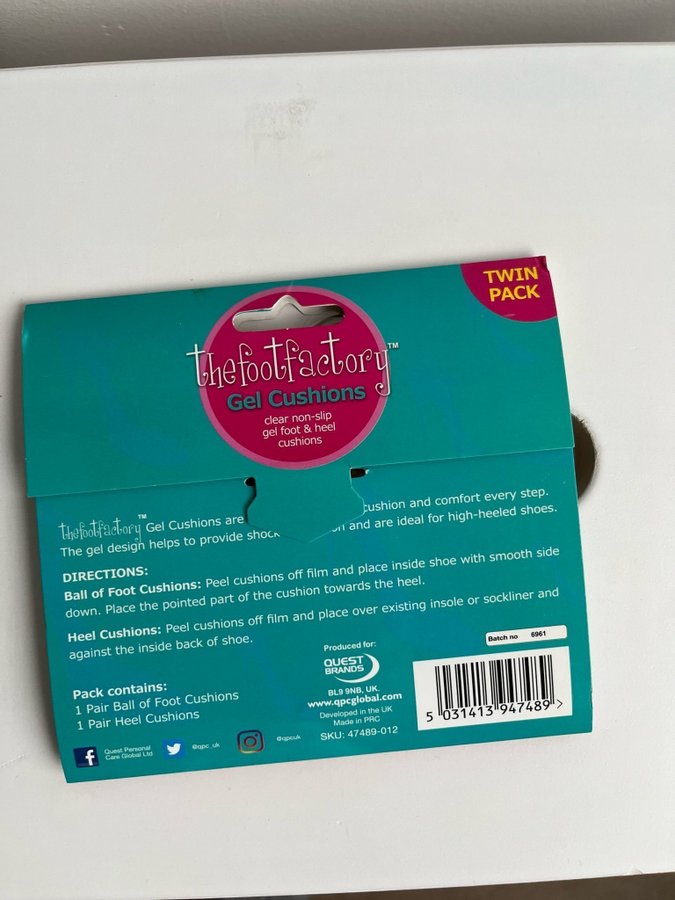 TWIN
PACK
thefootfactory™
Gel Cushions
clear non-slip
gel foot & heel
cushions
thefootfactory™ Gel Cushions are cushion and comfort every step.
The gel design helps to provide shock and are ideal for high-heeled shoes.
DIRECTIONS:
Ball of Foot Cushions: Peel cushions off film and place inside shoe with smooth side
down. Place the pointed part of the cushion towards the heel.
Heel Cushions: Peel cushions off film and place over existing insole or sockliner and
against the inside back of shoe.
Batch no 6961
Pack contains:
1 Pair Ball of Foot Cushions
1 Pair Heel Cushions
Produced for:
QUEST
BRANDS
BL9 9NB, UK.
www.qpcglobal.com
Developed in the UK
Made in PRC
SKU: 47489-012
5 031413 947489 >
Quest Personal
Care Global Ltd
@qpc_uk
@qpcuk